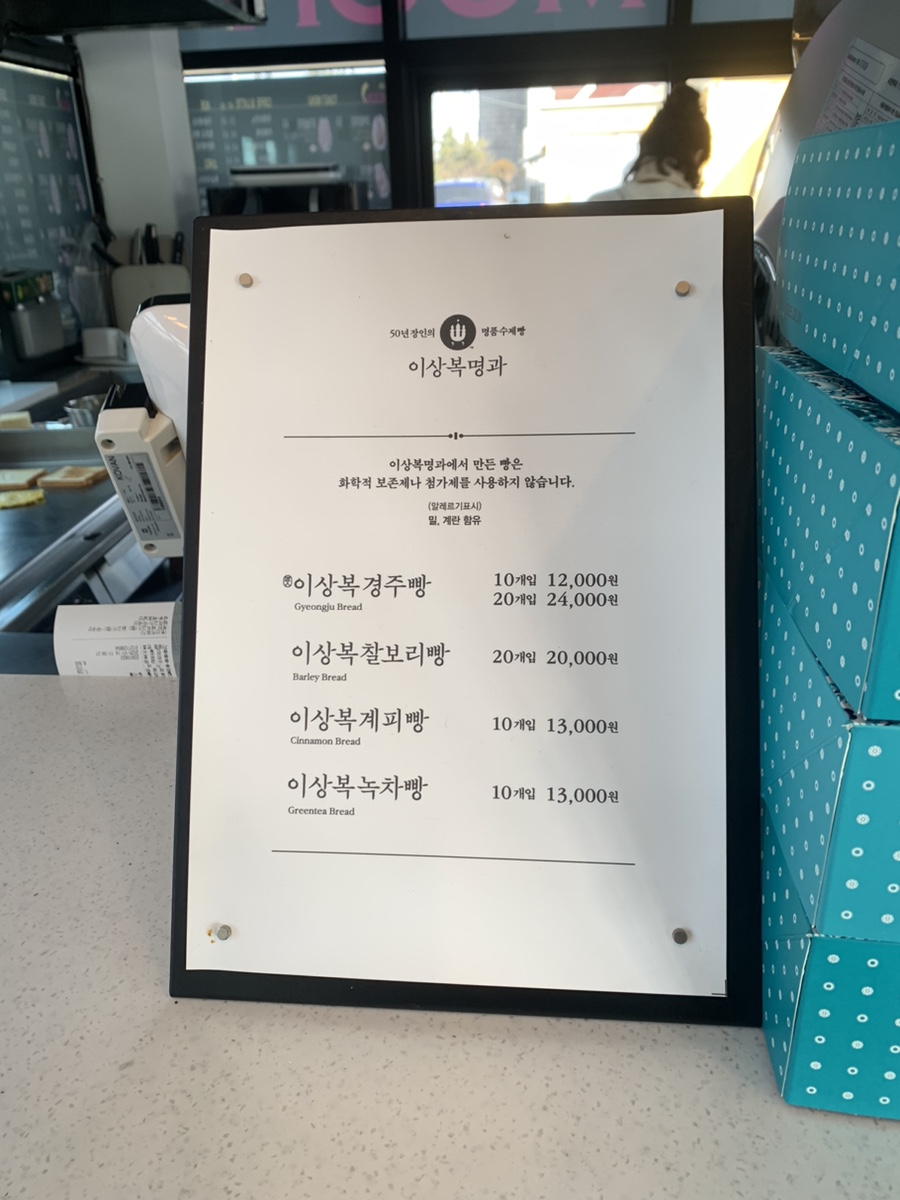 50년 장인의 명품수제빵
이상복명과
이상복명과에서 만든 빵은
화학적 보존제나 첨가제를 사용하지 않습니다.
(알레르기표시)
밀, 계란 함유
이상복경주빵 10개입 12,000원
Gyeongju Bread 20개입 24,000원
이상복찰보리빵 20개입 20,000원
Barley Bread
이상복계피빵 10개입 13,000원
Cinnamon Bread
이상복녹차빵 10개입 13,000원
Greentea Bread